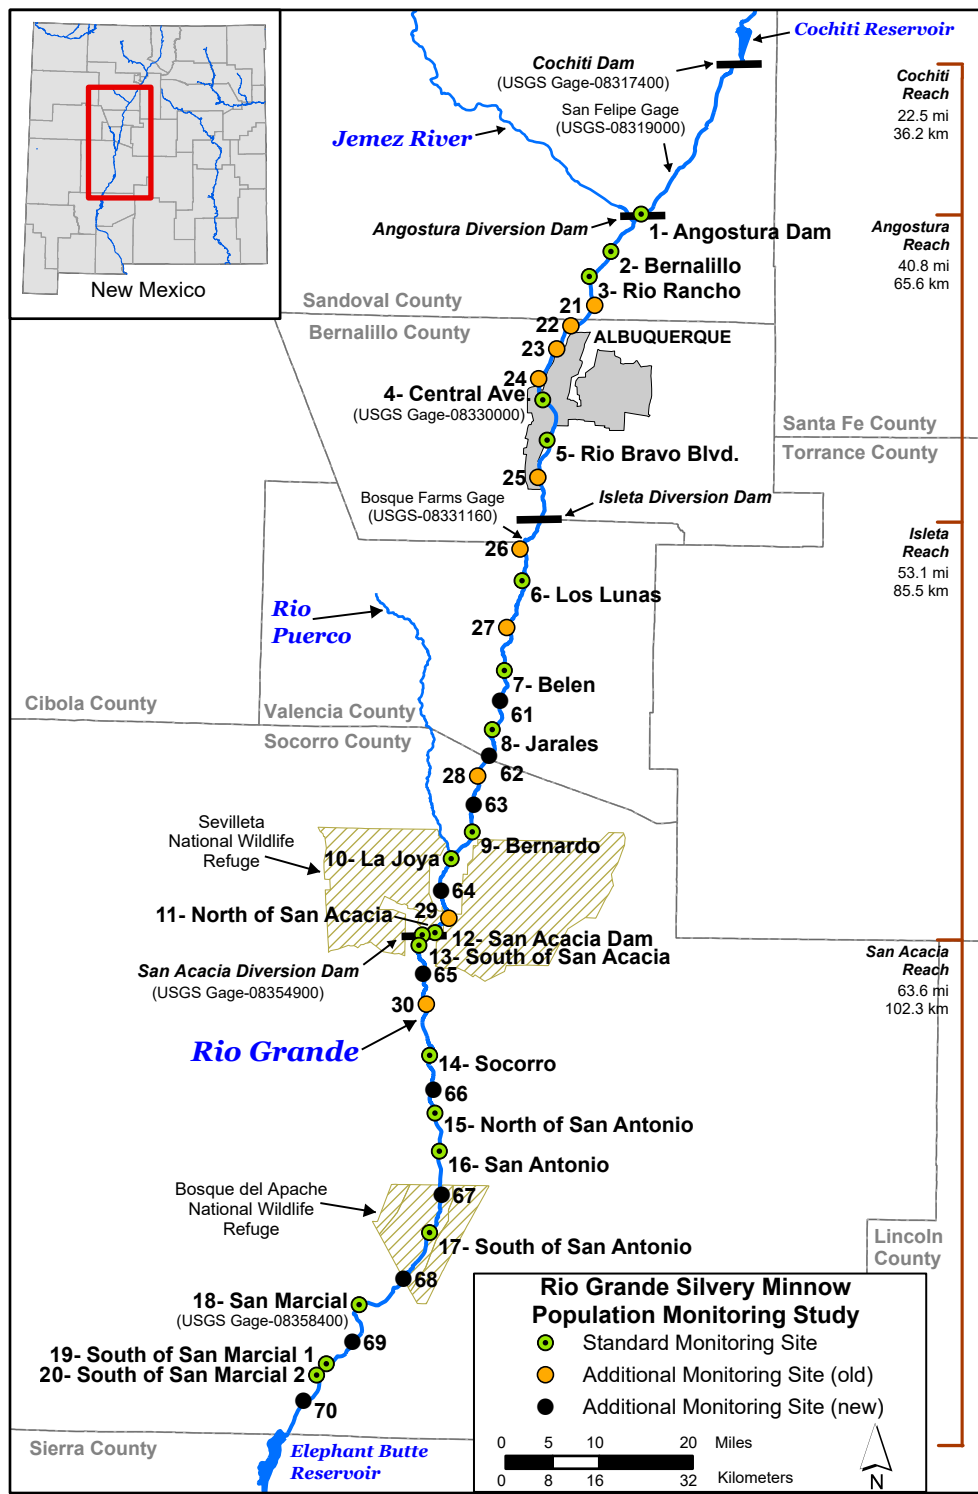 Cochiti Reservoir
Cochiti Dam
(USGS Gage-08317400)
San Felipe Gage
(USGS-08319000)
Jemez River
Cochiti
Reach
22.5 mi
36.2 km
New Mexico
Angostura Diversion Dam
1- Angostura Dam
Angostura
Reach
40.8 mi
65.6 km
2- Bernalillo
3- Rio Rancho
Sandoval County
Bernalillo County
21
22
23
ALBUQUERQUE
24
4- Central Ave.
(USGS Gage-08330000)
Santa Fe County
Torrance County
5- Rio Bravo Blvd.
25
Bosque Farms Gage
(USGS-08331160)
Isleta Diversion Dam
Isleta
Reach
53.1 mi
85.5 km
26
6- Los Lunas
Rio
Puerco
27
7- Belen
Cibola County
Valencia County
Socorro County
61
8- Jarales
62
28
63
Sevilleta
National Wildlife
Refuge
9- Bernardo
10- La Joya
64
29
11- North of San Acacia
12- San Acacia Dam
13- South of San Acacia
San Acacia Diversion Dam
(USGS Gage-08354900)
65
San Acacia
Reach
63.6 mi
102.3 km
30
Rio Grande
14- Socorro
66
15- North of San Antonio
16- San Antonio
Bosque del Apache
National Wildlife
Refuge
67
17- South of San Antonio
Lincoln
County
68
18- San Marcial
(USGS Gage-08358400)
69
19- South of San Marcial 1
20- South of San Marcial 2
70
Sierra County
Elephant Butte
Reservoir
Rio Grande Silvery Minnow
Population Monitoring Study
Standard Monitoring Site
Additional Monitoring Site (old)
Additional Monitoring Site (new)
0 5 10 20 Miles
0 8 16 32 Kilometers
N